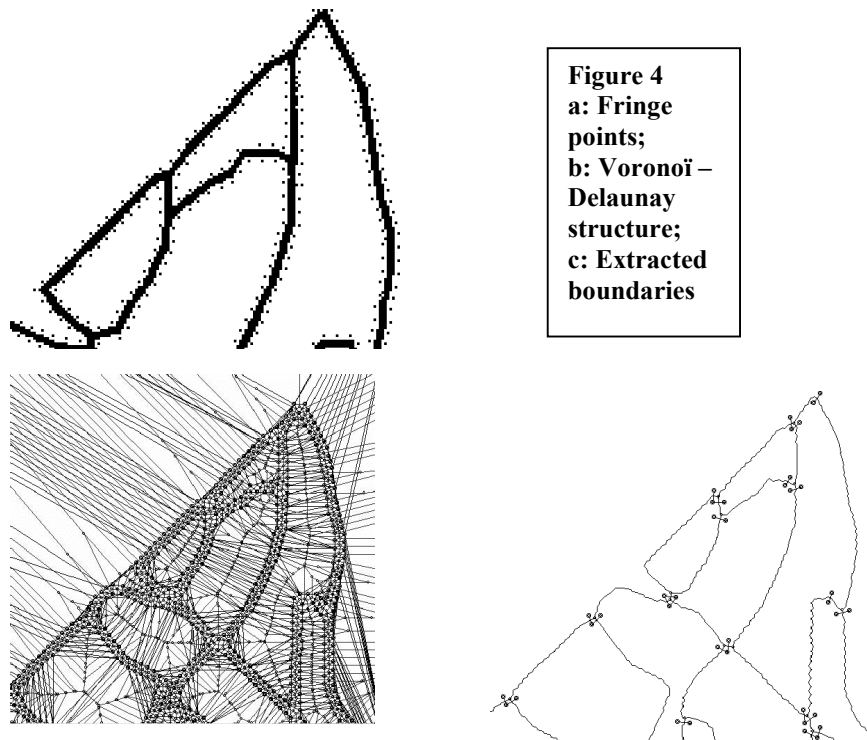 Figure 4
a: Fringe
points;
b: Voronoï –
Delaunay
structure;
c: Extracted
boundaries